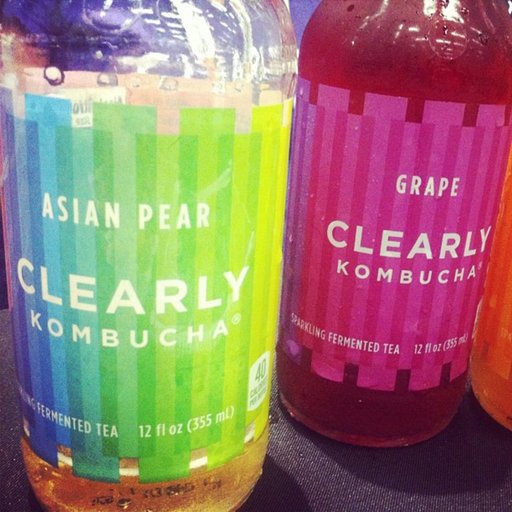 ASIAN PEAR
CLEARLY
KOMBUCHA®
FERMENTED TEA 12 fl oz (355 mL)
40
GRAPE
CLEARLY
KOMBUCHA®
SPARKLING FERMENTED TEA 12 fl oz (355 mL)